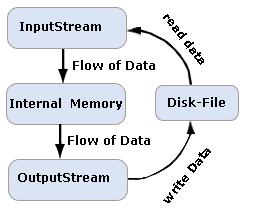 InputStream
read data
Flow of Data
Internal Memory
Disk-File
Flow of Data
OutputStream
write Data